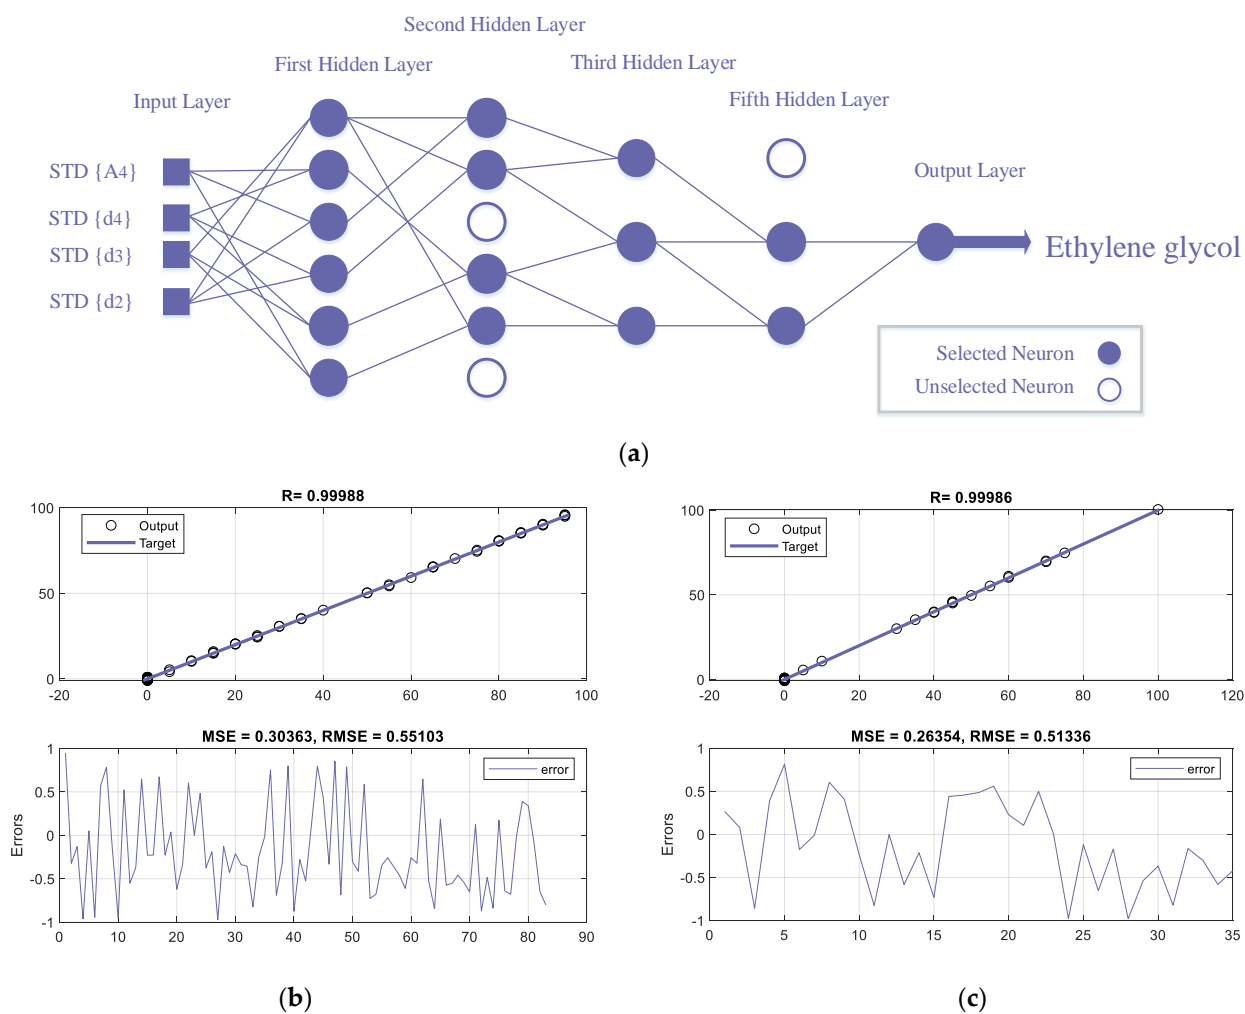 Second Hidden Layer
First Hidden Layer
Third Hidden Layer
Input Layer
Fifth Hidden Layer
STD {A4}
Output Layer
STD {d4}
STD {d3}
Ethylene glycol
STD {d2}
Selected Neuron
Unselected Neuron
(a)
R= 0.99988
100
50
0
Output
Target
-20 0 20 40 60 80 100
MSE = 0.30363, RMSE = 0.55103
1
0.5
0
-0.5
-1
Errors
error
0 10 20 30 40 50 60 70 80 90
(b)
R= 0.99986
100
50
0
Output
Target
-20 0 20 40 60 80 100 120
MSE = 0.26354, RMSE = 0.51336
1
0.5
0
-0.5
-1
Errors
error
0 5 10 15 20 25 30 35
(c)